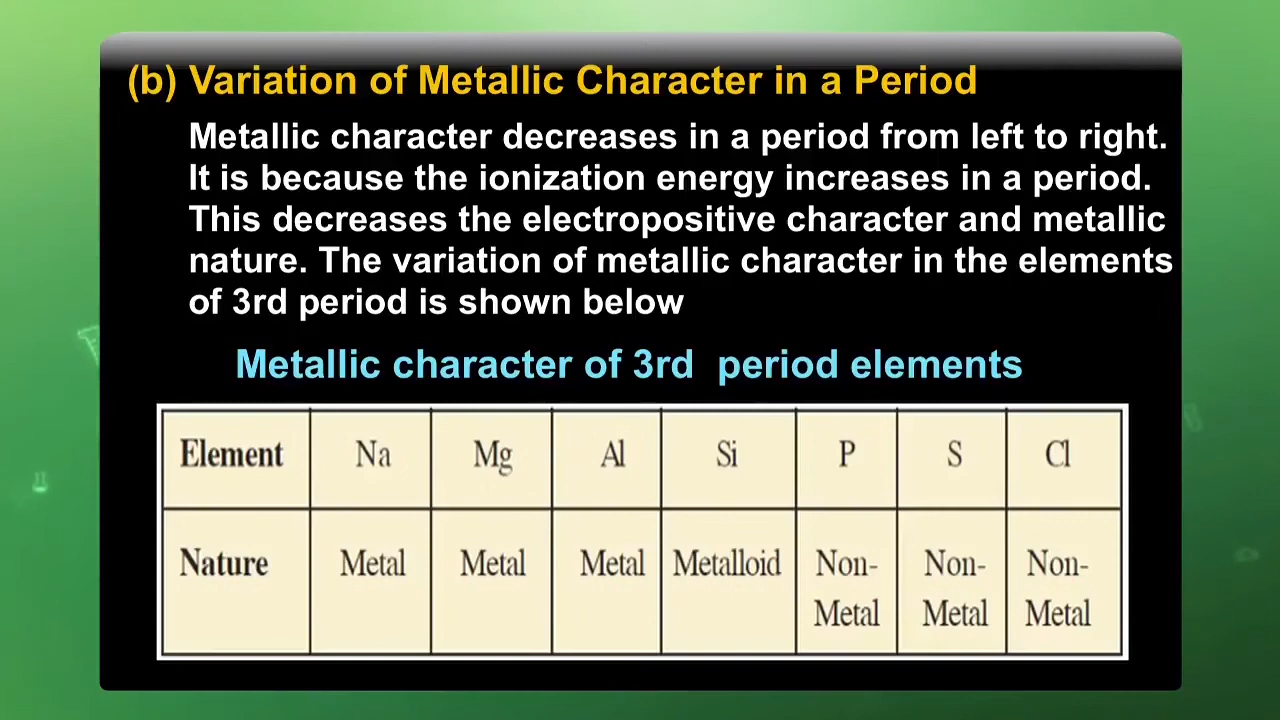 (b) Variation of Metallic Character in a Period
Metallic character decreases in a period from left to right.
It is because the ionization energy increases in a period.
This decreases the electropositive character and metallic
nature. The variation of metallic character in the elements
of 3rd period is shown below
Metallic character of 3rd period elements
Element Na Mg Al Si P S Cl
Nature Metal Metal Metal Metalloid Non- Non- Non-
Metal Metal Metal